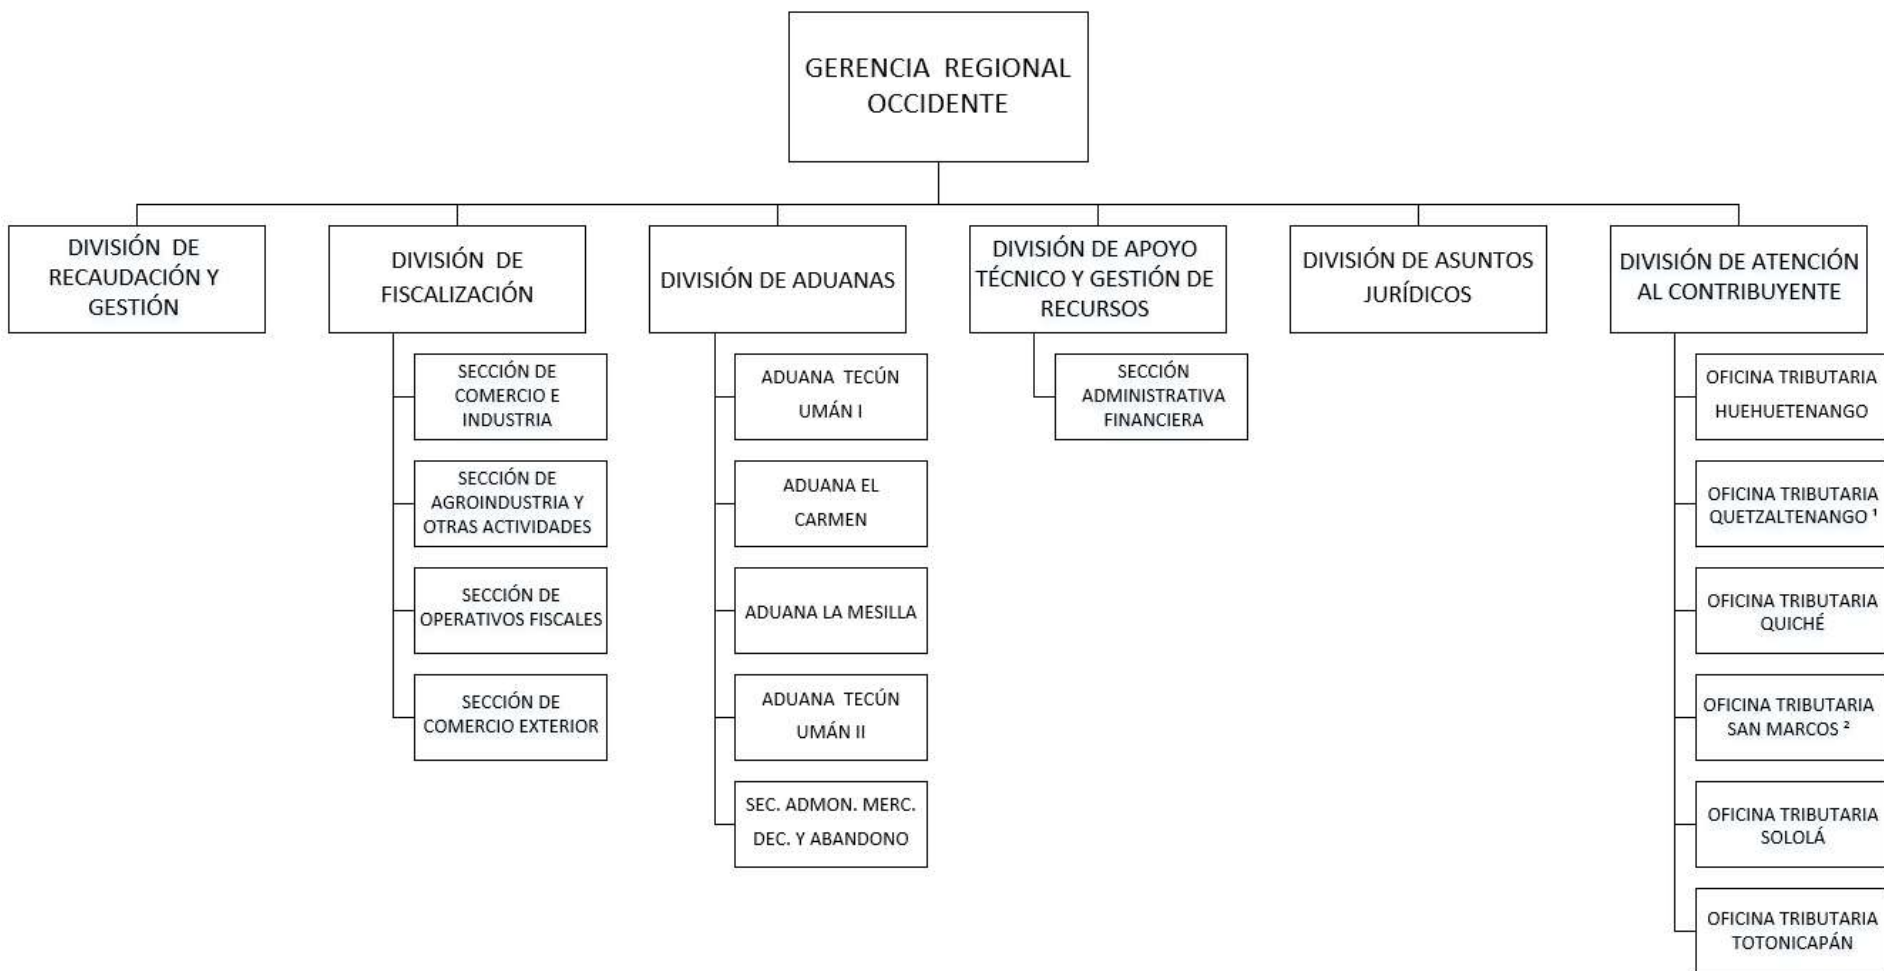 GERENCIA REGIONAL
OCCIDENTE
DIVISIÓN DE
RECAUDACIÓN Y
GESTIÓN
DIVISIÓN DE
FISCALIZACIÓN
DIVISIÓN DE ADUANAS
DIVISIÓN DE APOYO
TÉCNICO Y GESTIÓN DE
RECURSOS
DIVISIÓN DE ASUNTOS
JURÍDICOS
DIVISIÓN DE ATENCIÓN
AL CONTRIBUYENTE
SECCIÓN DE
COMERCIO E
INDUSTRIA
SECCIÓN DE
AGROINDUSTRIA Y
OTRAS ACTIVIDADES
SECCIÓN DE
OPERATIVOS FISCALES
SECCIÓN DE
COMERCIO EXTERIOR
ADUANA TECÚN
UMÁN I
ADUANA EL
CARMEN
ADUANA LA MESILLA
ADUANA TECÚN
UMÁN II
SEC. ADMON. MERC.
DEC. Y ABANDONO
SECCIÓN
ADMINISTRATIVA
FINANCIERA
OFICINA TRIBUTARIA
HUEHUETENANGO
OFICINA TRIBUTARIA
QUETZALTENANGO ¹
OFICINA TRIBUTARIA
QUICHÉ
OFICINA TRIBUTARIA
SAN MARCOS ²
OFICINA TRIBUTARIA
SOLOLÁ
OFICINA TRIBUTARIA
TOTONICAPÁN